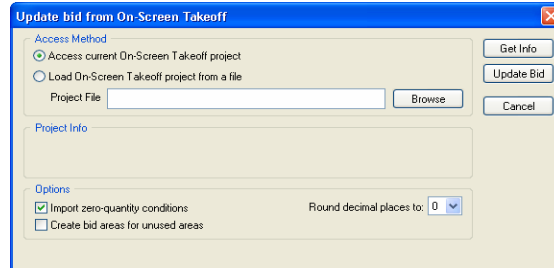 Update bid from On-Screen Takeoff
Access Method
Access current On-Screen Takeoff project
Load On-Screen Takeoff project from a file
Project File
Browse
Get Info
Update Bid
Cancel
Project Info
Options
Import zero-quantity conditions
Round decimal places to: 0
Create bid areas for unused areas